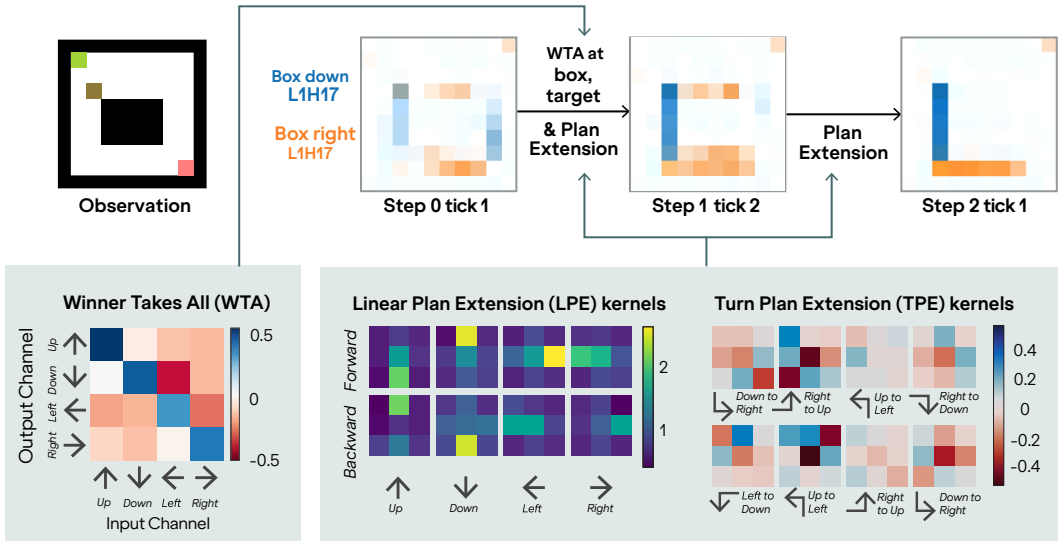 Observation
Box down
L1H17
Box right
L1H17
Step 0 tick 1
WTA at
box,
target
& Plan
Extension
Step 1 tick 2
Plan
Extension
Step 2 tick 1
Winner Takes All (WTA)
Output Channel
Up
Down
Left
Right
0.5
0
-0.5
Up
Down
Left
Right
Input Channel
Linear Plan Extension (LPE) kernels
Forward
Backward
2
1
Up
Down
Left
Right
Turn Plan Extension (TPE) kernels
Down to
Right
Right
to Up
Up to
Left
Right to
Down
Left to
Down
Up to
Left
Right
to Up
Down to
Right
0.4
0.2
0
-0.2
-0.4